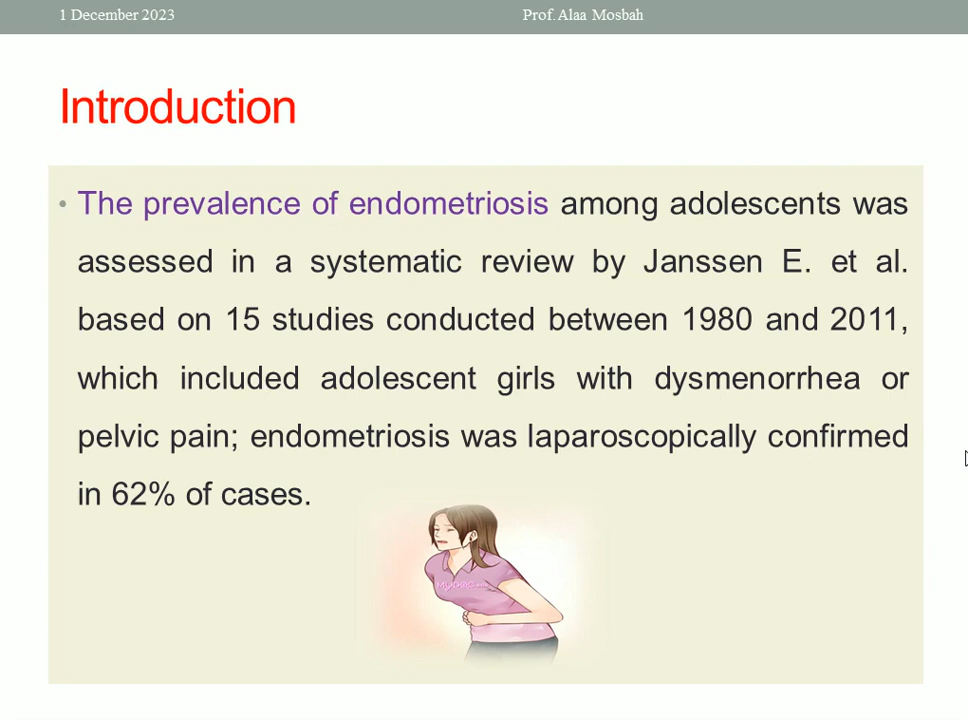 1 December 2023
Prof. Alaa Mosbah
Introduction
• The prevalence of endometriosis among adolescents was
assessed in a systematic review by Janssen E. et al.
based on 15 studies conducted between 1980 and 2011,
which included adolescent girls with dysmenorrhea or
pelvic pain; endometriosis was laparoscopically confirmed
in 62% of cases.